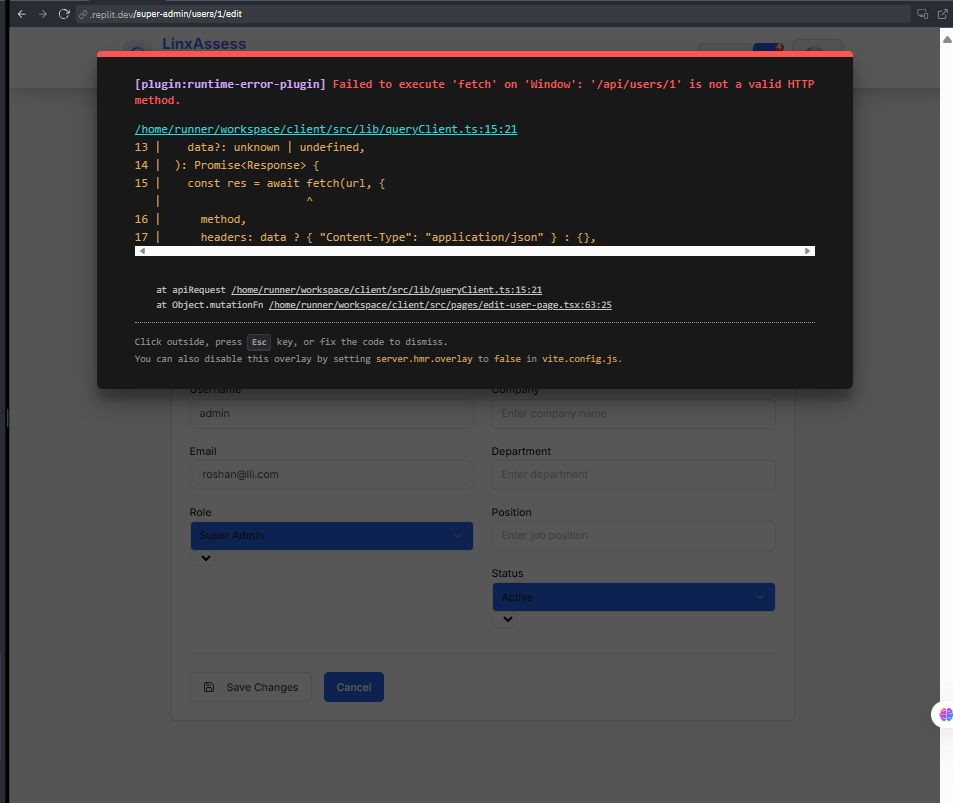 .replit.dev/super-admin/users/1/edit
LinxAssess
4
[plugin:runtime-error-plugin] Failed to execute 'fetch' on 'Window': '/api/users/1' is not a valid HTTP
method.
/home/runner/workspace/client/src/lib/queryClient.ts:15:21
13 |    data?: unknown | undefined,
14 |  ): Promise<Response> {
15 |    const res = await fetch(url, {
|                      ^
16 |      method,
17 |      headers: data ? { "Content-Type": "application/json" } : {},
at apiRequest /home/runner/workspace/client/src/lib/queryClient.ts:15:21
at Object.mutationFn /home/runner/workspace/client/src/pages/edit-user-page.tsx:63:25
Click outside, press Esc key, or fix the code to dismiss.
You can also disable this overlay by setting server.hmr.overlay to false in vite.config.js.
Username
Company
admin
Enter company name
Email
Department
roshan@lli.com
Enter department
Role
Position
Super Admin
Enter job position
Status
Active
Save Changes
Cancel